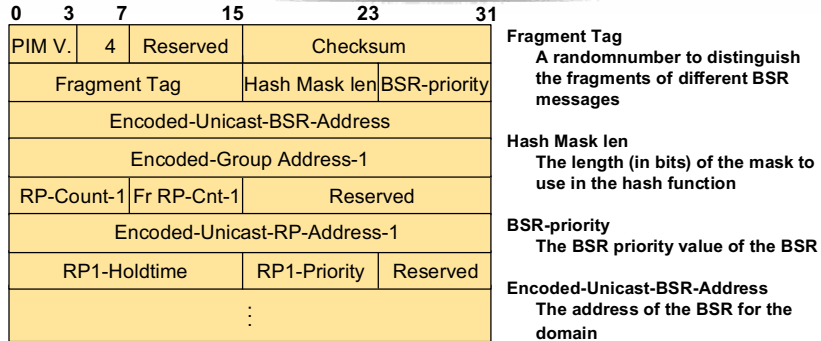 0 3 7 15 23 31
PIM V. 4 Reserved Checksum
Fragment Tag Hash Mask len BSR-priority
Encoded-Unicast-BSR-Address
Encoded-Group Address-1
RP-Count-1 Fr RP-Cnt-1 Reserved
Encoded-Unicast-RP-Address-1
RP1-Holdtime RP1-Priority Reserved
⋮
Fragment Tag
A randomnumber to distinguish
the fragments of different BSR
messages
Hash Mask len
The length (in bits) of the mask to
use in the hash function
BSR-priority
The BSR priority value of the BSR
Encoded-Unicast-BSR-Address
The address of the BSR for the
domain